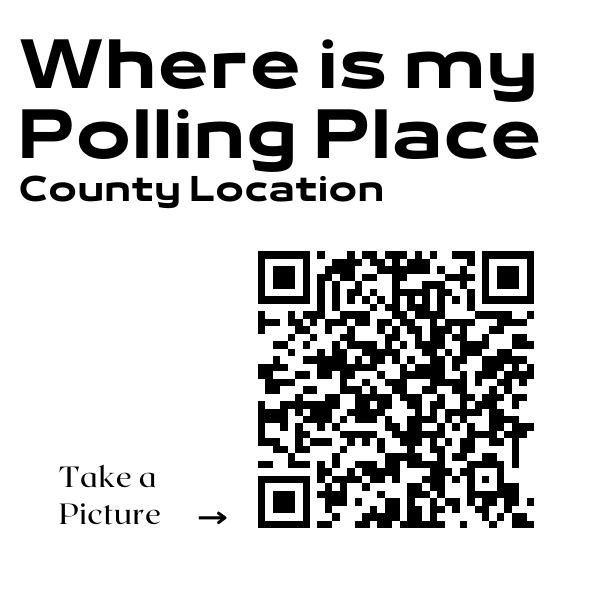 Where is my
Polling Place
County Location
Take a
Picture →